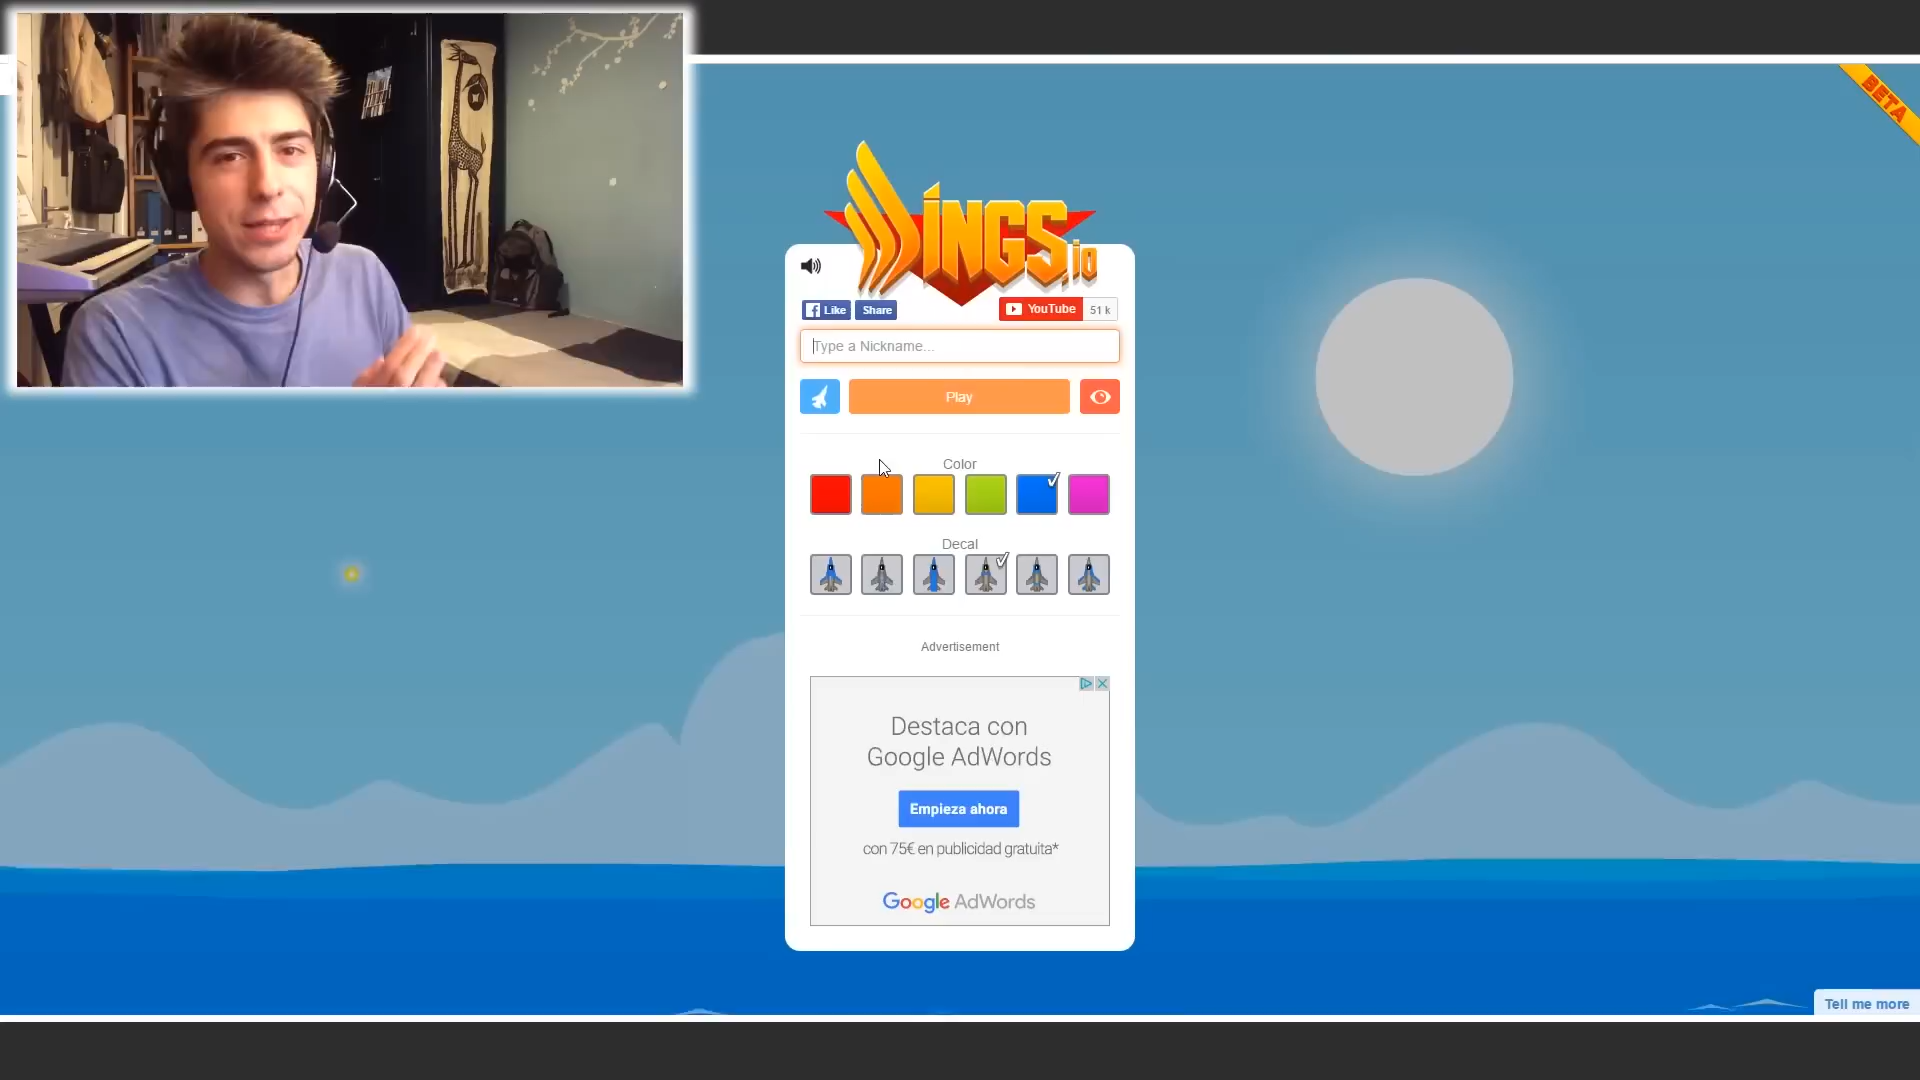 BETA
WINGS.io
Like
Share
YouTube
51 k
Type a Nickname...
Play
Color
Decal
Advertisement
Destaca con
Google AdWords
Empieza ahora
con 75€ en publicidad gratuita*
Google AdWords
Tell me more